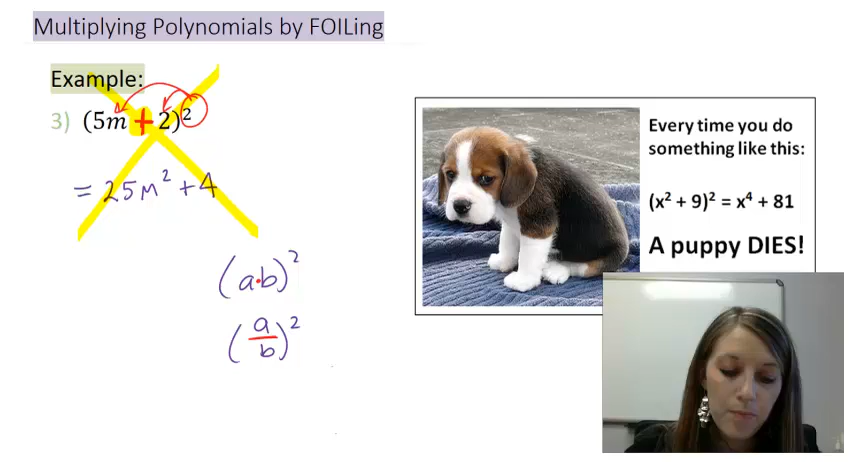 Multiplying Polynomials by FOILing
Example:
3) (5m + 2)²
= 25m² + 4
(a·b)²
(a/b)²
Every time you do
something like this:
(x² + 9)² = x⁴ + 81
A puppy DIES!